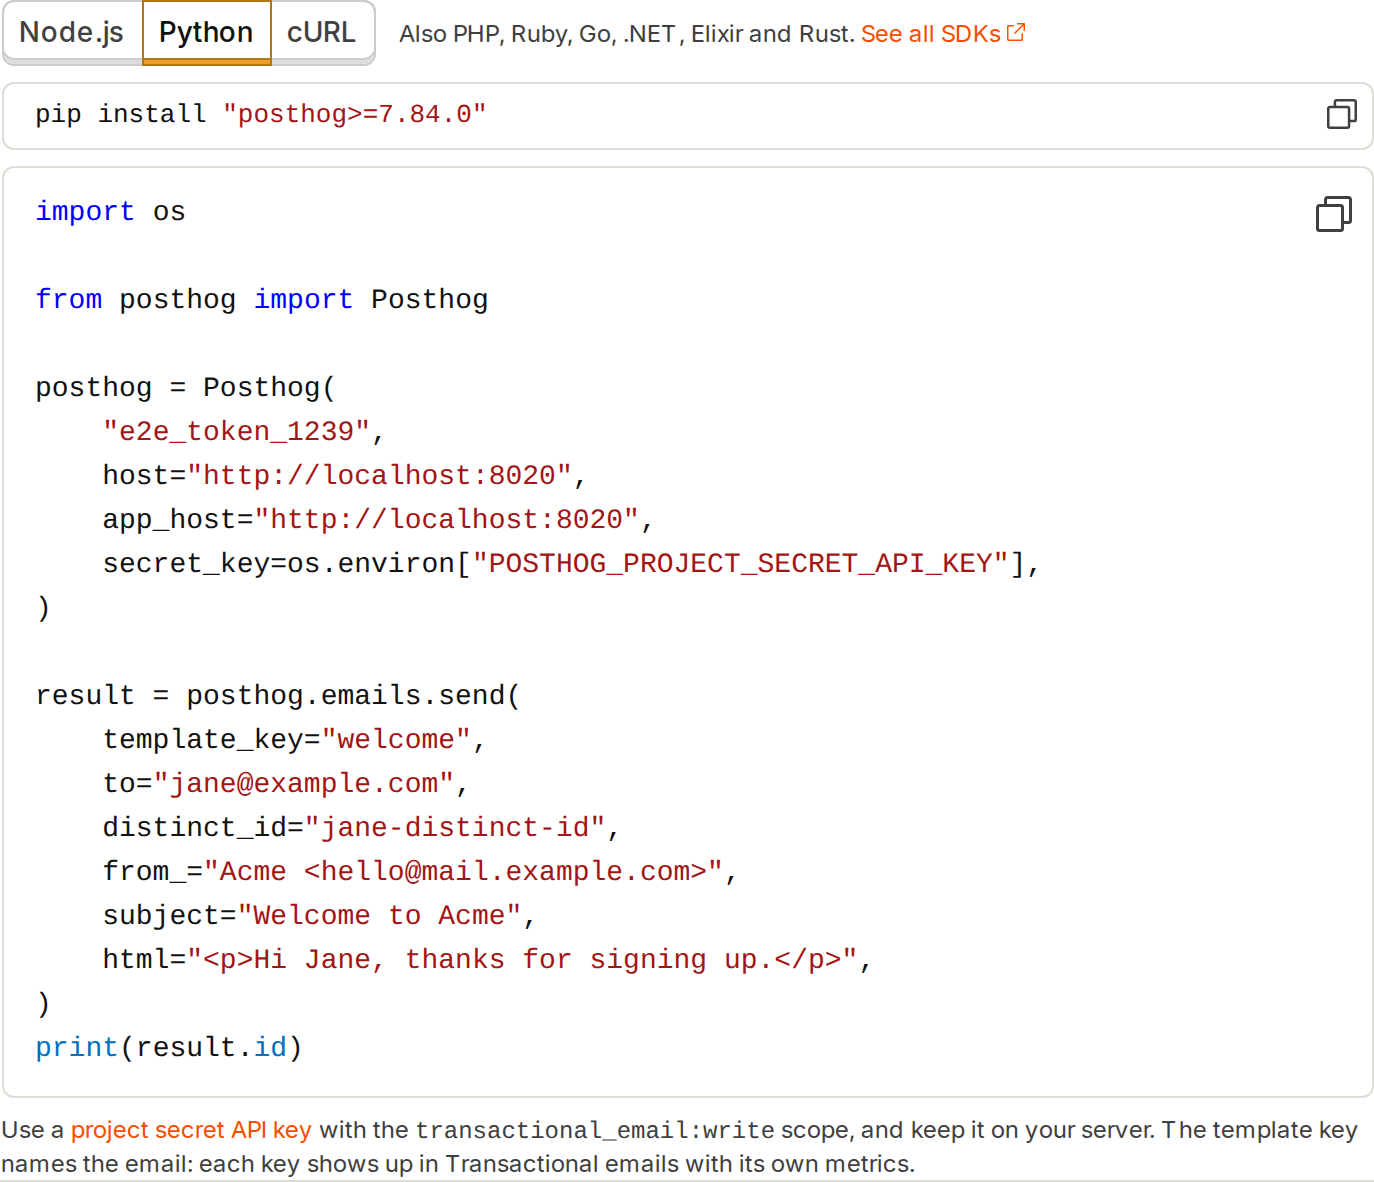 Node.js Python cURL Also PHP, Ruby, Go, .NET, Elixir and Rust. See all SDKs
pip install "posthog>=7.84.0"
import os
from posthog import Posthog
posthog = Posthog(
    "e2e_token_1239",
    host="http://localhost:8020",
    app_host="http://localhost:8020",
    secret_key=os.environ["POSTHOG_PROJECT_SECRET_API_KEY"],
)
result = posthog.emails.send(
    template_key="welcome",
    to="jane@example.com",
    distinct_id="jane-distinct-id",
    from_="Acme <hello@mail.example.com>",
    subject="Welcome to Acme",
    html="<p>Hi Jane, thanks for signing up.</p>",
)
print(result.id)
Use a project secret API key with the transactional_email:write scope, and keep it on your server. The template key
names the email: each key shows up in Transactional emails with its own metrics.